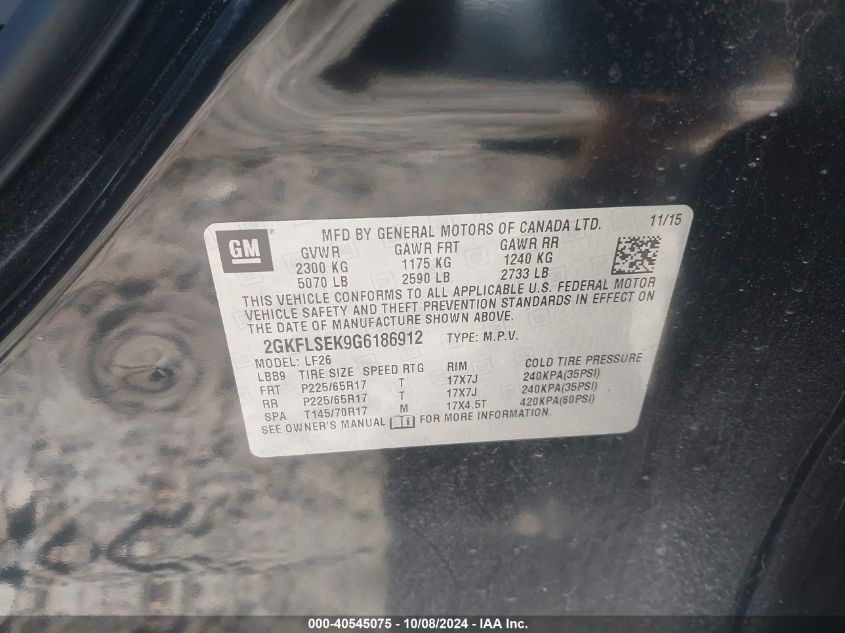 GM ®
MFD BY GENERAL MOTORS OF CANADA LTD. 11/15
GVWR GAWR FRT GAWR RR
2300 KG 1175 KG 1240 KG
5070 LB 2590 LB 2733 LB
THIS VEHICLE CONFORMS TO ALL APPLICABLE U.S. FEDERAL MOTOR
VEHICLE SAFETY AND THEFT PREVENTION STANDARDS IN EFFECT ON
THE DATE OF MANUFACTURE SHOWN ABOVE.
2GKFLSEK9G6186912 TYPE: M.P.V.
MODEL: LF26
LBB9 TIRE SIZE SPEED RTG RIM COLD TIRE PRESSURE
FRT P225/65R17 T 17X7J 240KPA(35PSI)
RR P225/65R17 T 17X7J 240KPA(35PSI)
SPA T145/70R17 M 17X4.5T 420KPA(60PSI)
SEE OWNER'S MANUAL FOR MORE INFORMATION.
000-40545075 - 10/08/2024 - IAA Inc.